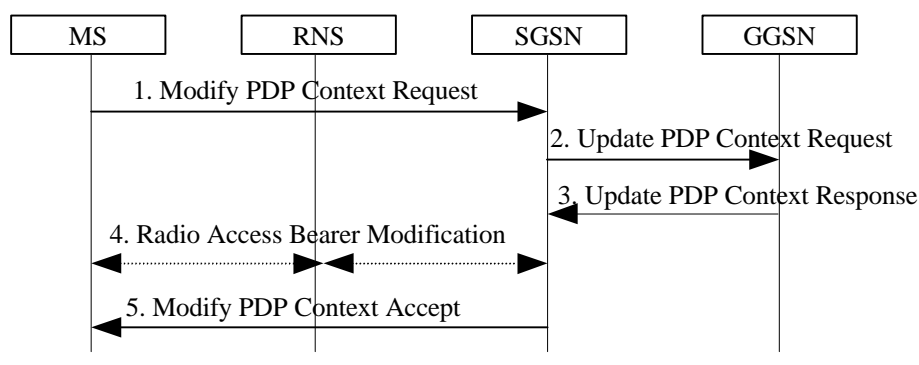 MS RNS SGSN GGSN
1. Modify PDP Context Request
2. Update PDP Context Request
3. Update PDP Context Response
4. Radio Access Bearer Modification
5. Modify PDP Context Accept